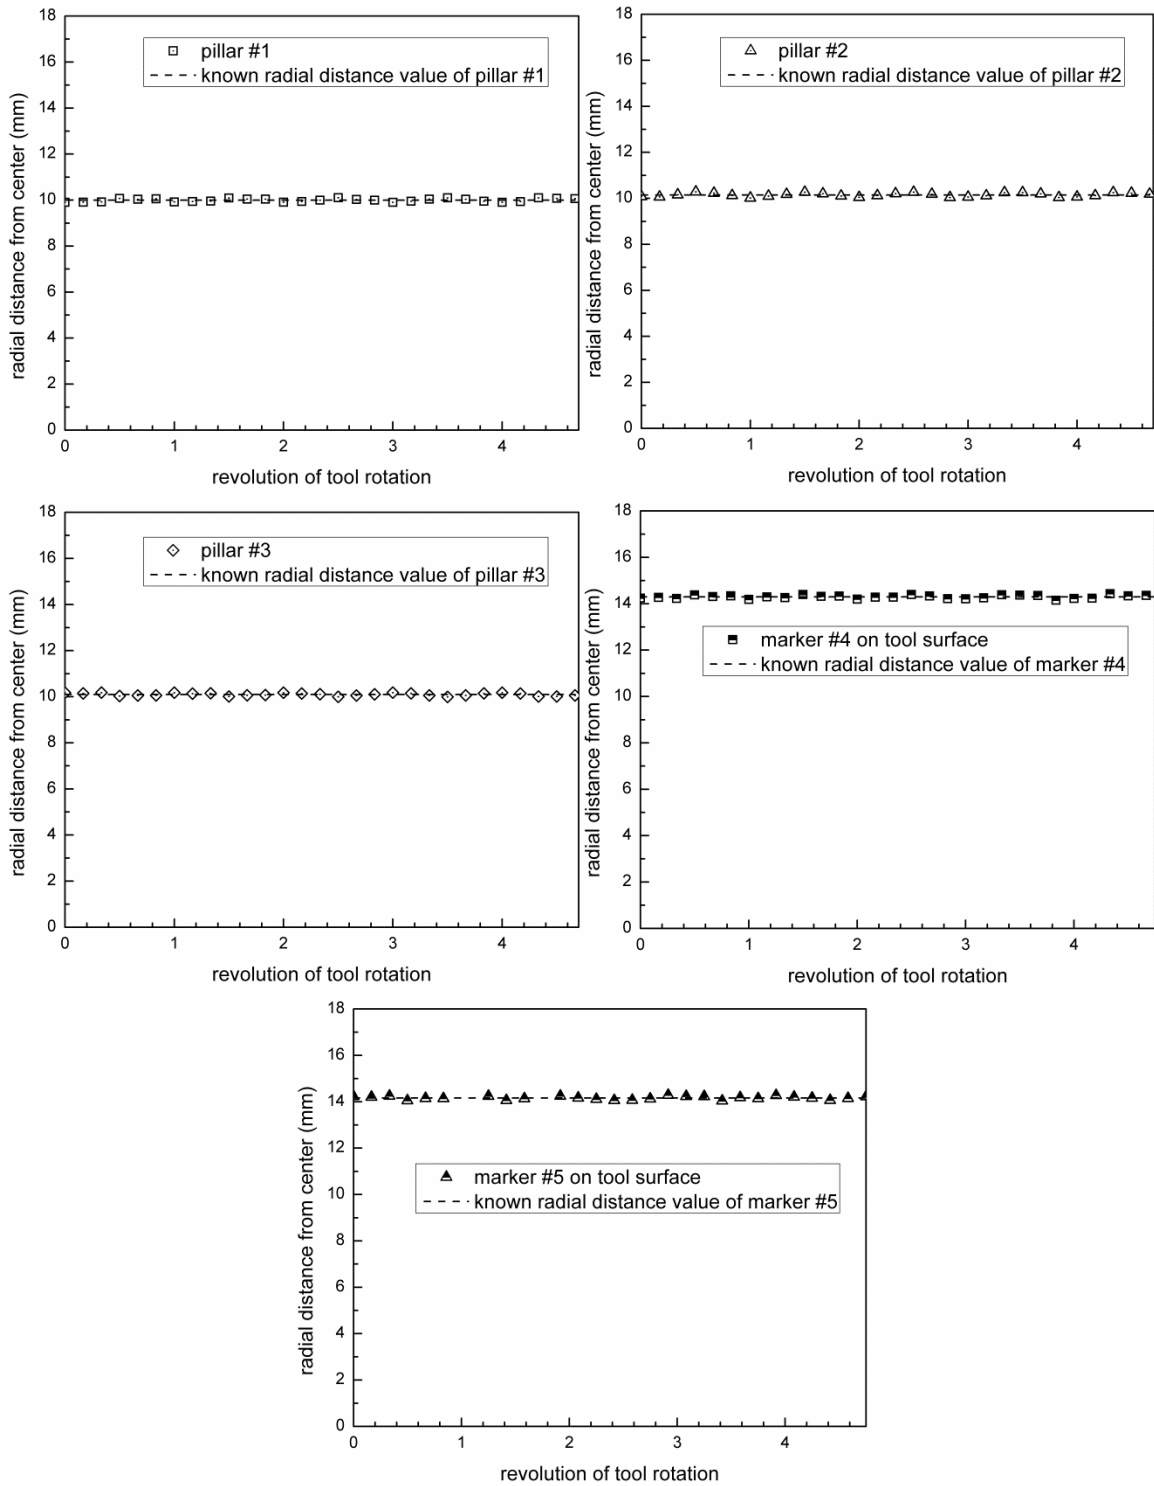 18
16
14
12
10
8
6
4
2
0
radial distance from center (mm)
pillar #1
known radial distance value of pillar #1
0 1 2 3 4
revolution of tool rotation
18
16
14
12
10
8
6
4
2
0
radial distance from center (mm)
pillar #2
known radial distance value of pillar #2
0 1 2 3 4
revolution of tool rotation
18
16
14
12
10
8
6
4
2
0
radial distance from center (mm)
pillar #3
known radial distance value of pillar #3
0 1 2 3 4
revolution of tool rotation
18
16
14
12
10
8
6
4
2
0
radial distance from center (mm)
marker #4 on tool surface
known radial distance value of marker #4
0 1 2 3 4
revolution of tool rotation
18
16
14
12
10
8
6
4
2
0
radial distance from center (mm)
marker #5 on tool surface
known radial distance value of marker #5
0 1 2 3 4
revolution of tool rotation